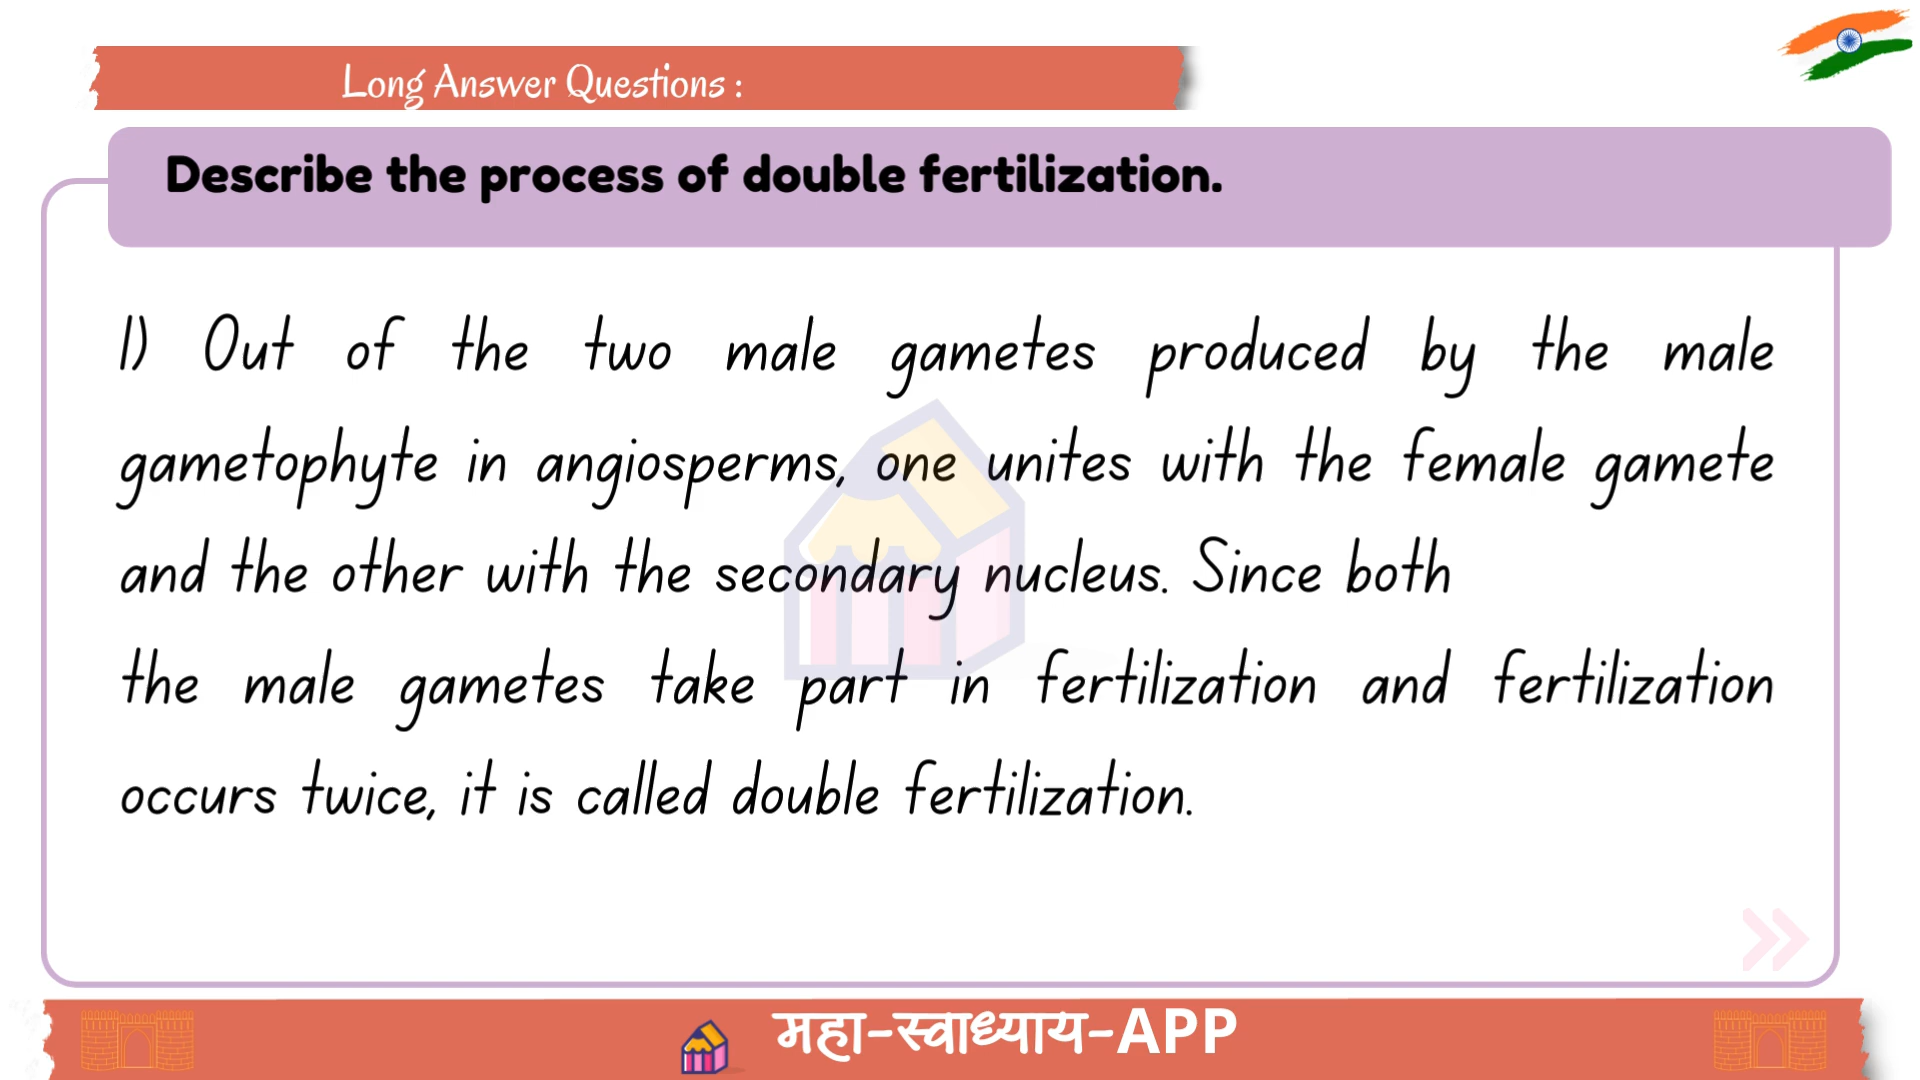 Long Answer Questions :
Describe the process of double fertilization.
1) Out of the two male gametes produced by the male
gametophyte in angiosperms, one unites with the female gamete
and the other with the secondary nucleus. Since both
the male gametes take part in fertilization and fertilization
occurs twice, it is called double fertilization.
महा-स्वाध्याय-APP